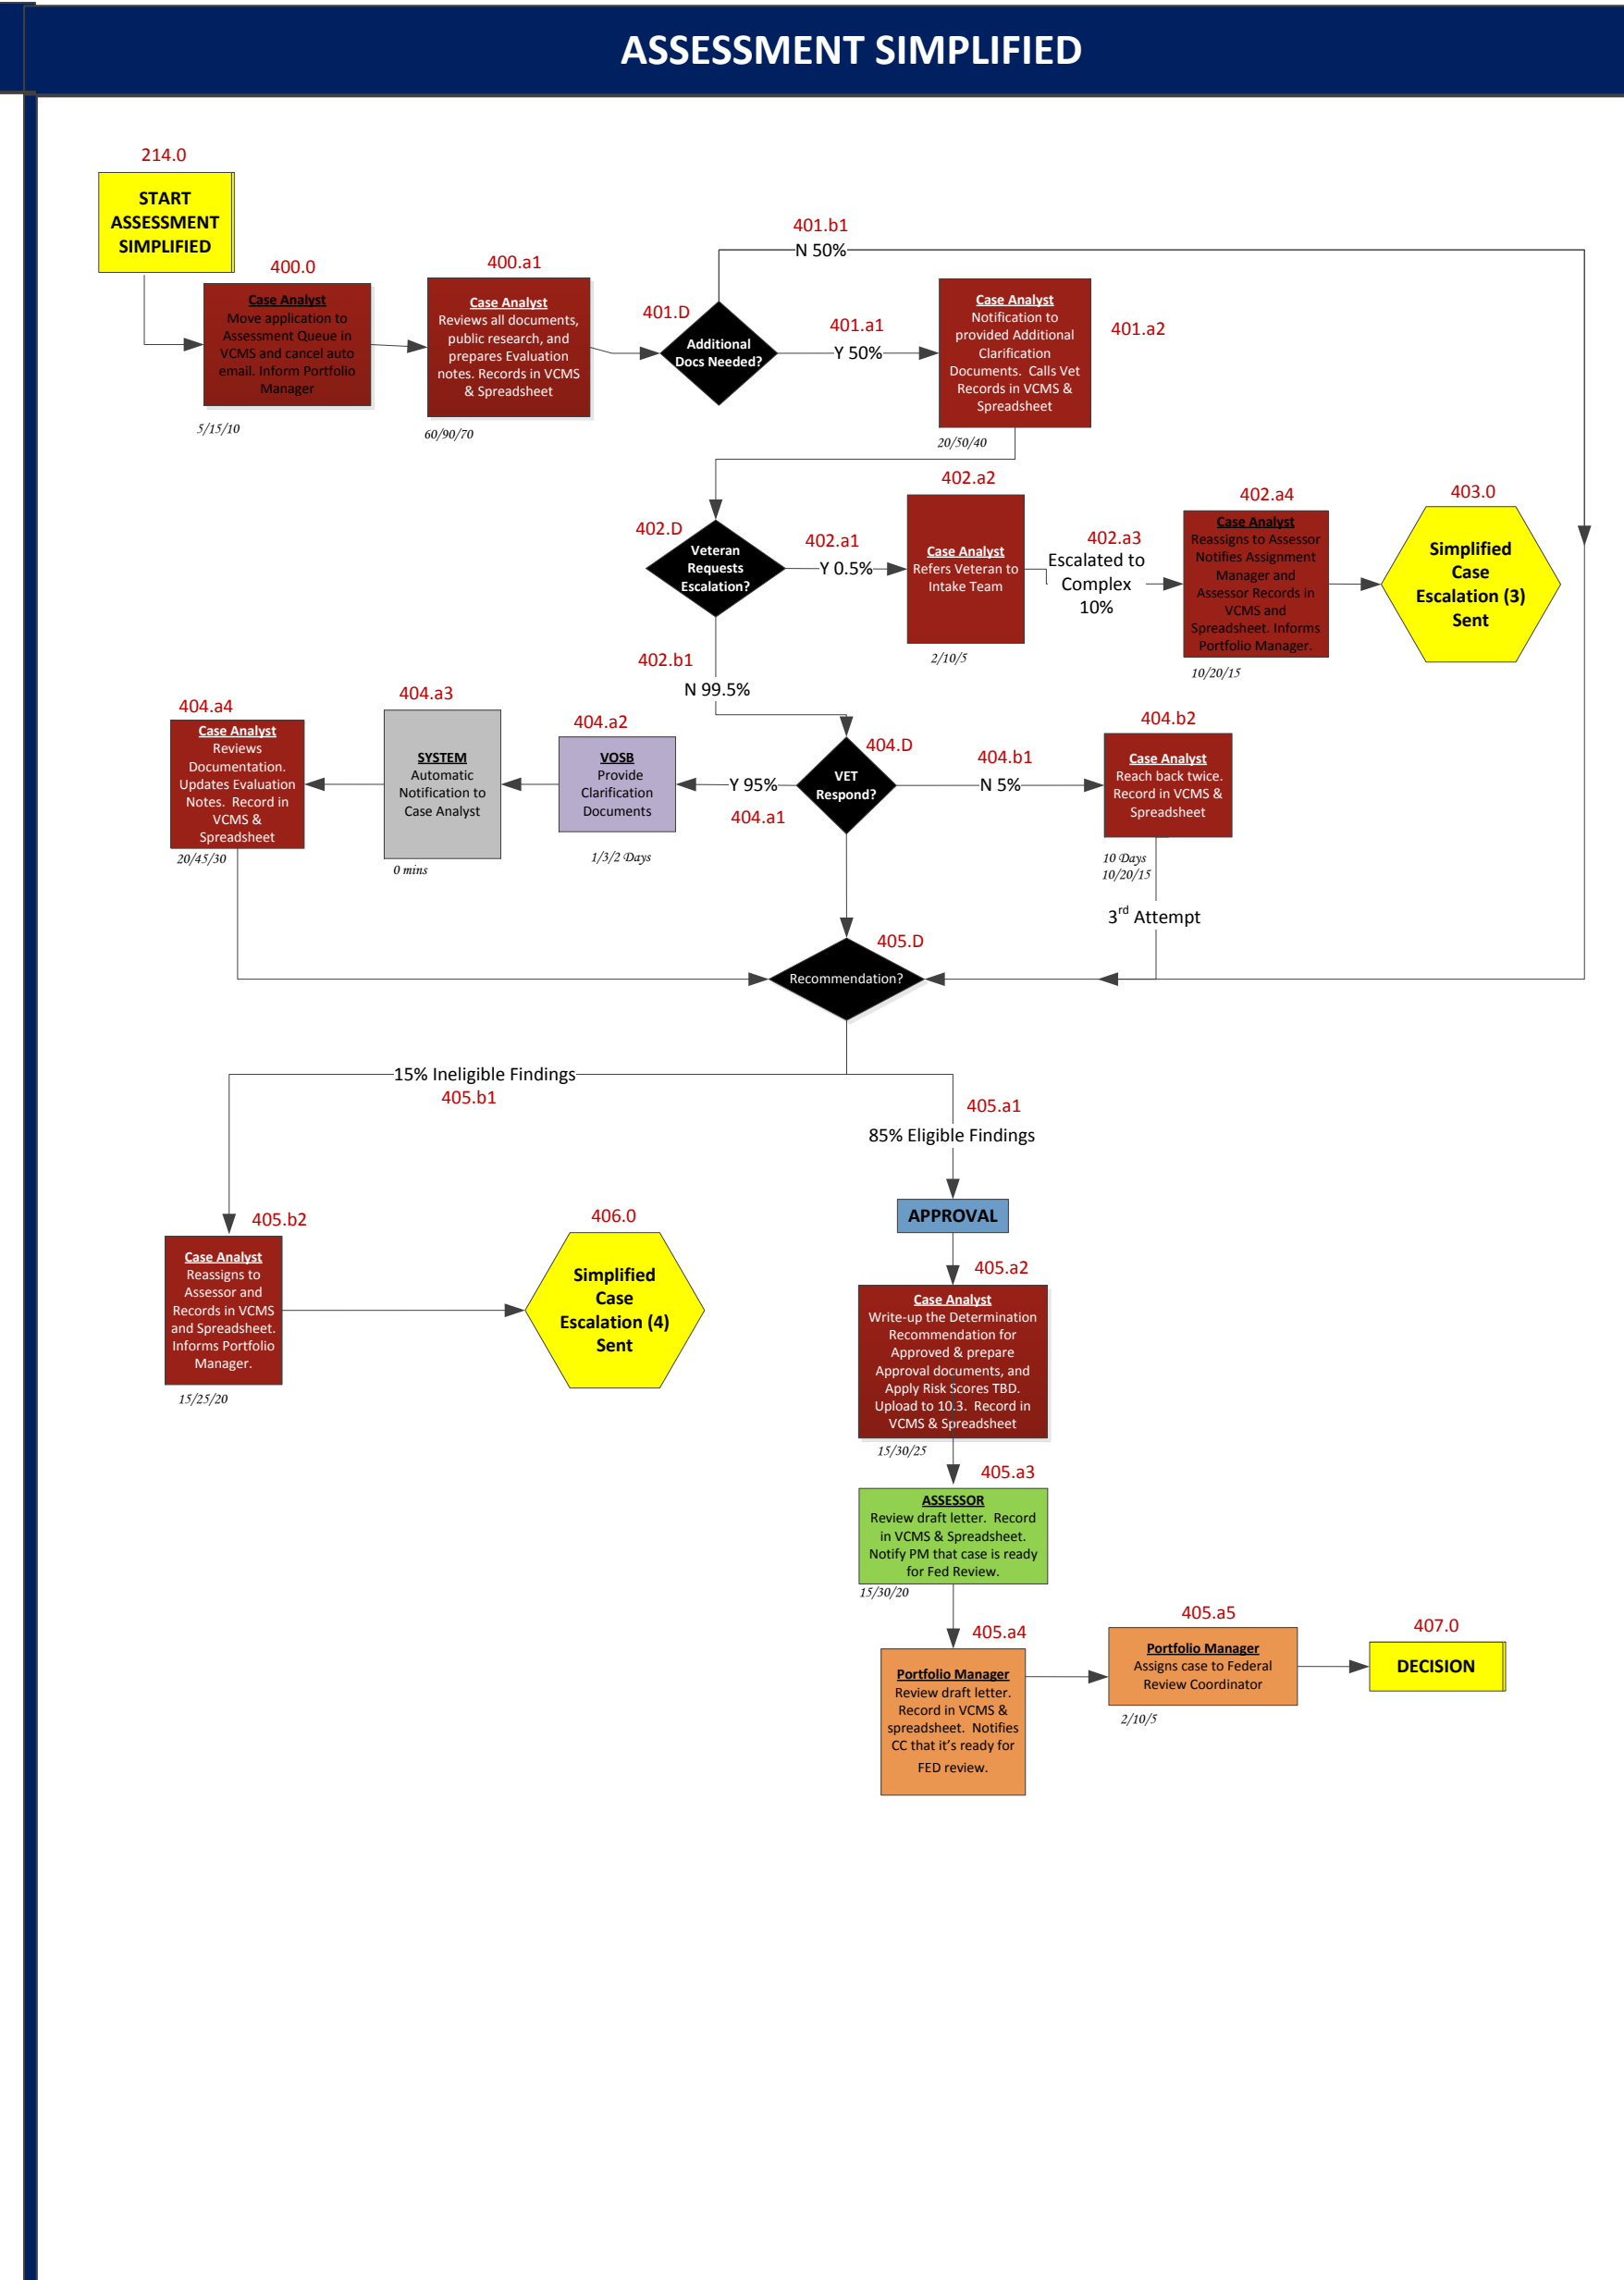 ASSESSMENT SIMPLIFIED
214.0
START
ASSESSMENT
SIMPLIFIED
400.0
Case Analyst
Move application to
Assessment Queue in
VCMS and cancel auto
email. Inform Portfolio
Manager
5/15/10
400.a1
Case Analyst
Reviews all documents,
public research, and
prepares Evaluation
notes. Records in VCMS
& Spreadsheet
60/90/70
401.D
Additional
Docs Needed?
401.b1
N 50%
401.a1
Y 50%
Case Analyst
Notification to
provided Additional
Clarification
Documents.  Calls Vet
Records in VCMS &
Spreadsheet
401.a2
20/50/40
402.D
Veteran
Requests
Escalation?
402.a1
Y 0.5%
402.a2
Case Analyst
Refers Veteran to
Intake Team
2/10/5
402.a3
Escalated to
Complex
10%
402.a4
Case Analyst
Reassigns to Assessor
Notifies Assignment
Manager and
Assessor Records in
VCMS and
Spreadsheet. Informs
Portfolio Manager.
10/20/15
403.0
Simplified
Case
Escalation (3)
Sent
402.b1
N 99.5%
404.a4
Case Analyst
Reviews
Documentation.
Updates Evaluation
Notes.  Record in
VCMS &
Spreadsheet
20/45/30
404.a3
SYSTEM
Automatic
Notification to
Case Analyst
0 mins
404.a2
VOSB
Provide
Clarification
Documents
1/3/2 Days
Y 95%
404.a1
404.D
VET
Respond?
404.b1
N 5%
404.b2
Case Analyst
Reach back twice.
Record in VCMS &
Spreadsheet
10 Days
10/20/15
3rd Attempt
405.D
Recommendation?
15% Ineligible Findings
405.b1
405.a1
85% Eligible Findings
APPROVAL
405.b2
Case Analyst
Reassigns to
Assessor and
Records in VCMS
and Spreadsheet.
Informs Portfolio
Manager.
15/25/20
406.0
Simplified
Case
Escalation (4)
Sent
405.a2
Case Analyst
Write-up the Determination
Recommendation for
Approved & prepare
Approval documents, and
Apply Risk Scores TBD.
Upload to 10.3.  Record in
VCMS & Spreadsheet
15/30/25
405.a3
ASSESSOR
Review draft letter.  Record
in VCMS & Spreadsheet.
Notify PM that case is ready
for Fed Review.
15/30/20
405.a4
Portfolio Manager
Review draft letter.
Record in VCMS &
spreadsheet.  Notifies
CC that it's ready for
FED review.
405.a5
Portfolio Manager
Assigns case to Federal
Review Coordinator
2/10/5
407.0
DECISION